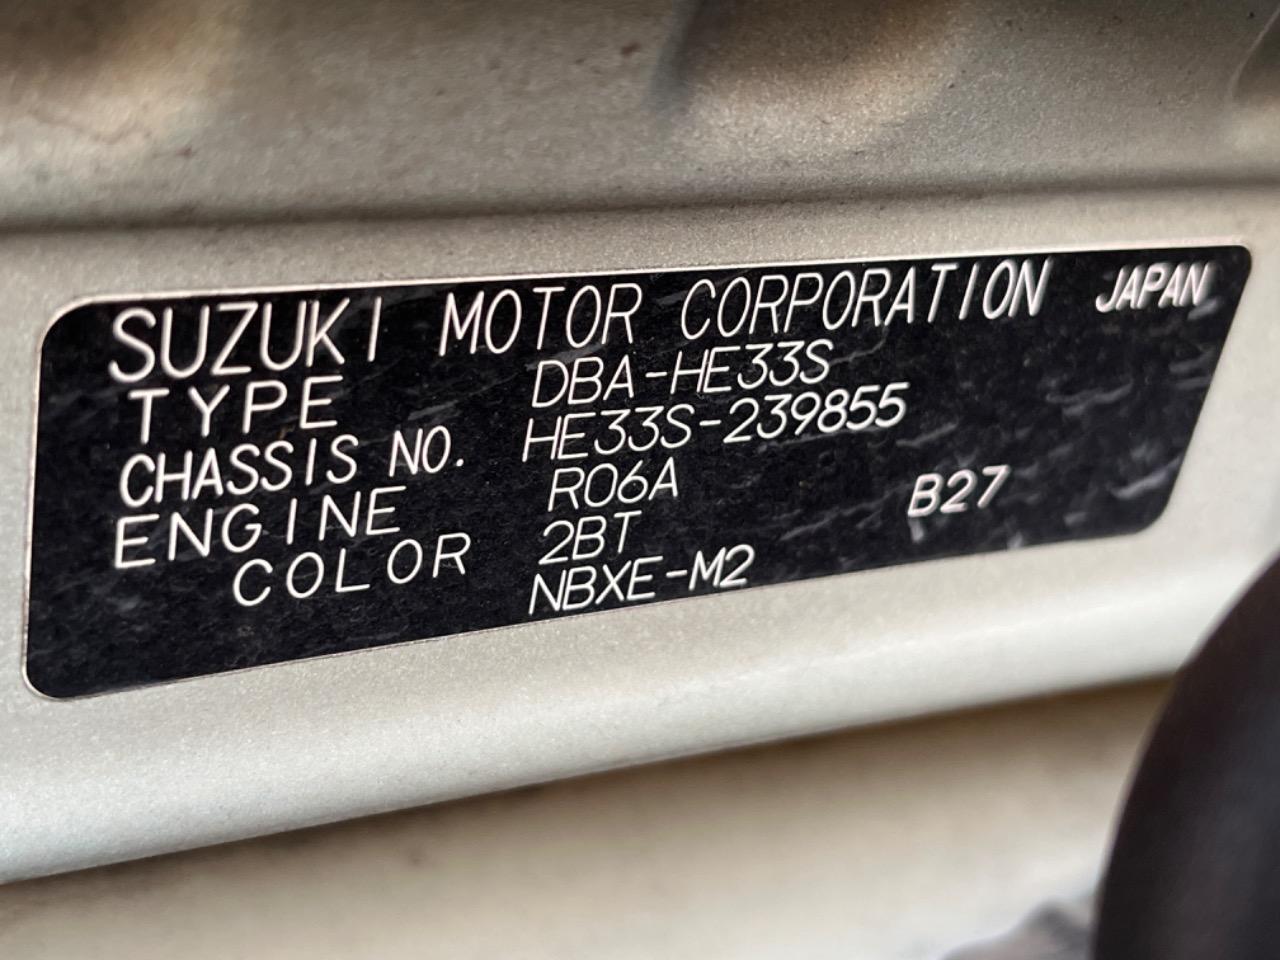 SUZUKI MOTOR CORPORATION JAPAN
TYPE DBA-HE33S
CHASSIS NO. HE33S-239855
ENGINE R06A
COLOR 2BT B27
NBXE-M2